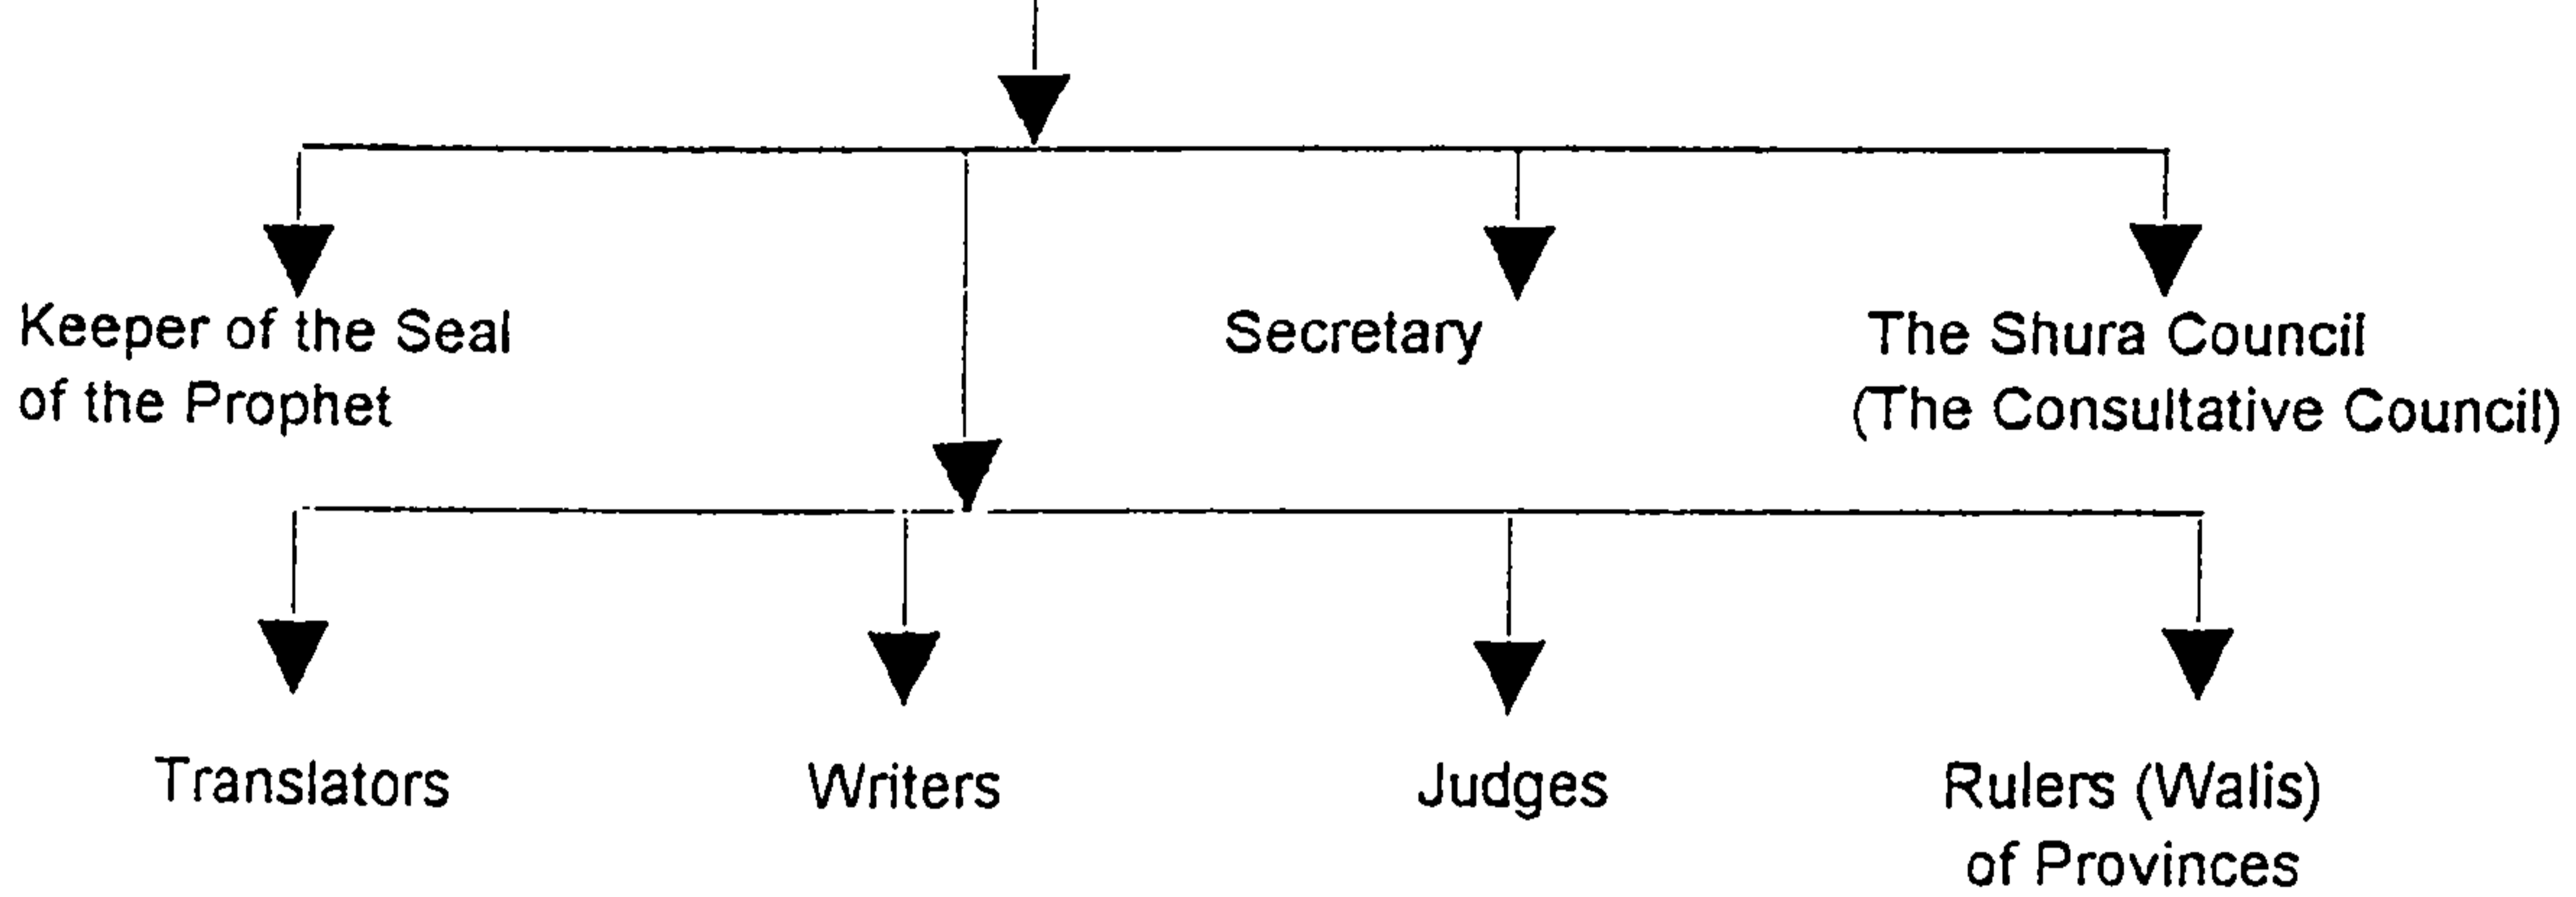 Keeper of the Seal
of the Prophet
Secretary
The Shura Council
(The Consultative Council)
Translators
Writers
Judges
Rulers (Walis)
of Provinces